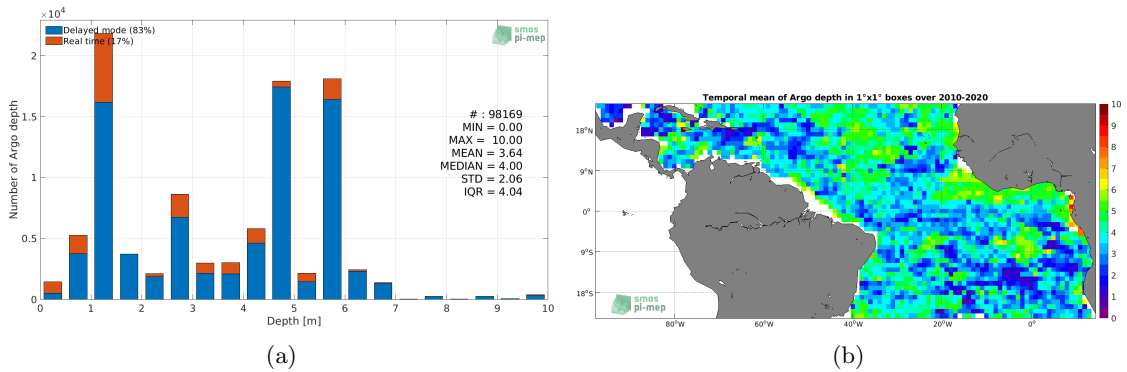 ×10⁴
Delayed mode (83%)
Real time (17%)
smos
pi-mep
# : 98169
MIN = 0.00
MAX = 10.00
MEAN = 3.64
MEDIAN = 4.00
STD = 2.06
IQR = 4.04
Number of Argo depth
2
1.5
1
0.5
0
0 1 2 3 4 5 6 7 8 9 10
Depth [m]
(a)
Temporal mean of Argo depth in 1°x1° boxes over 2010-2020
18°N
9°N
0°
9°S
18°S
80°W 60°W 40°W 20°W 0°
smos
pi-mep
10
9
8
7
6
5
4
3
2
1
0
(b)